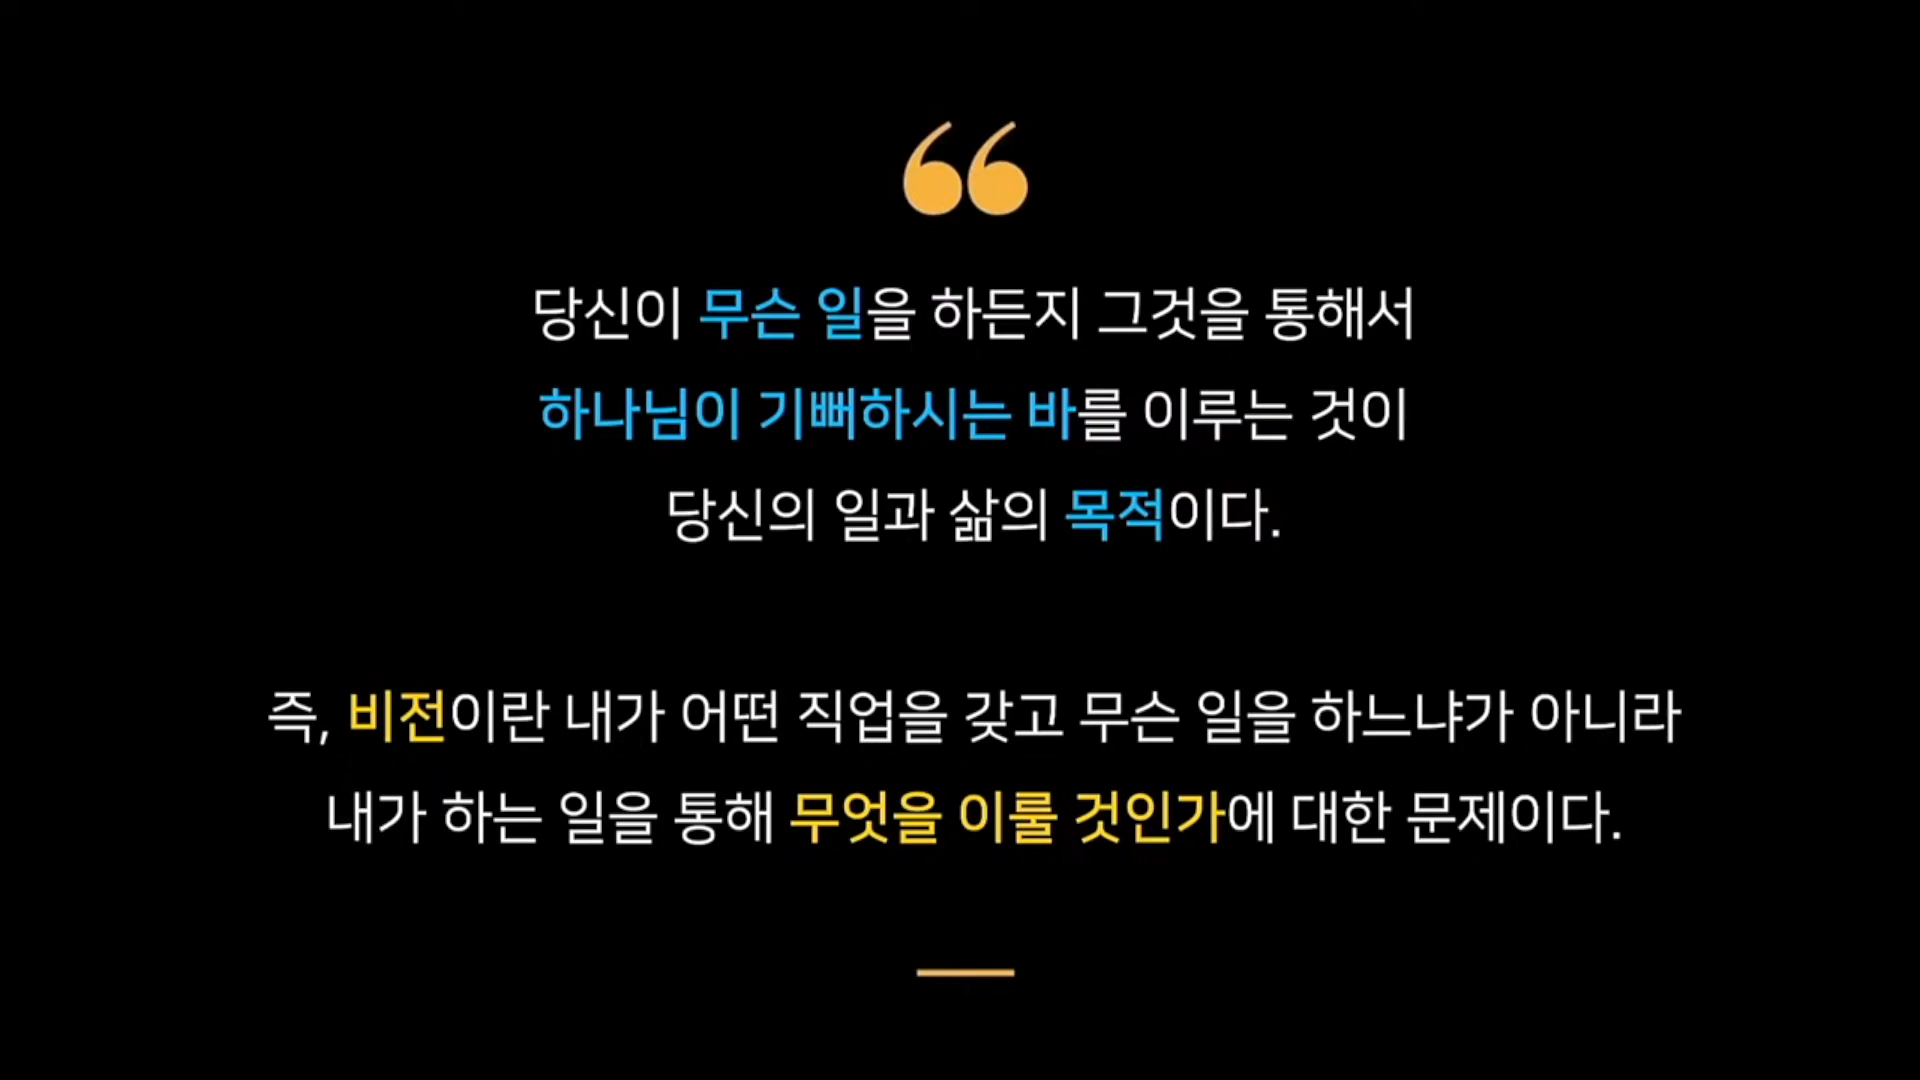 “
당신이 무슨 일을 하든지 그것을 통해서
하나님이 기뻐하시는 바를 이루는 것이
당신의 일과 삶의 목적이다.
즉, 비전이란 내가 어떤 직업을 갖고 무슨 일을 하느냐가 아니라
내가 하는 일을 통해 무엇을 이룰 것인가에 대한 문제이다.